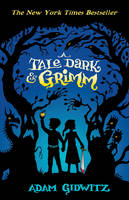 The New York Times Bestseller
A
TALE DARK
& GRIMM
ADAM GIDWITZ